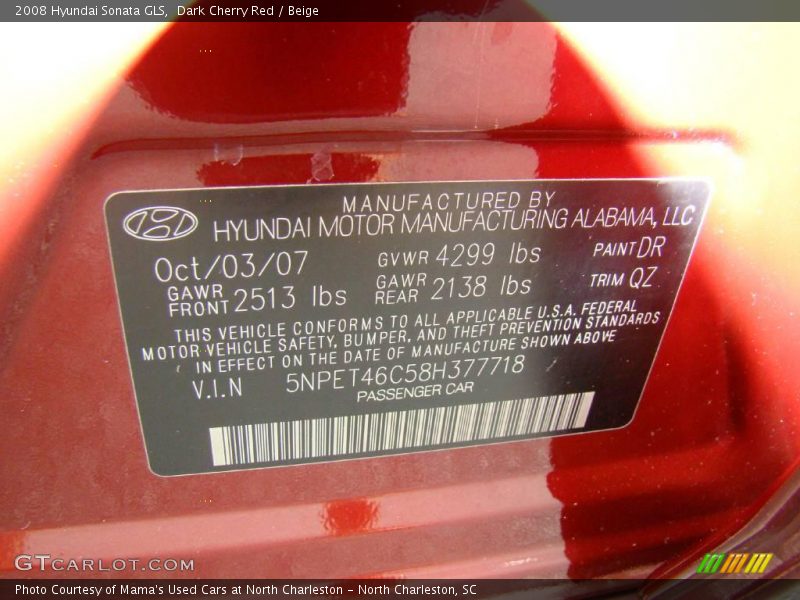 2008 Hyundai Sonata GLS, Dark Cherry Red / Beige
MANUFACTURED BY
HYUNDAI MOTOR MANUFACTURING ALABAMA, LLC
Oct/03/07 GVWR 4299 lbs PAINT DR
GAWR FRONT 2513 lbs GAWR REAR 2138 lbs TRIM QZ
THIS VEHICLE CONFORMS TO ALL APPLICABLE U.S.A. FEDERAL
MOTOR VEHICLE SAFETY, BUMPER, AND THEFT PREVENTION STANDARDS
IN EFFECT ON THE DATE OF MANUFACTURE SHOWN ABOVE
V.I.N 5NPET46C58H377718
PASSENGER CAR
GTCARLOT.COM
Photo Courtesy of Mama's Used Cars at North Charleston - North Charleston, SC